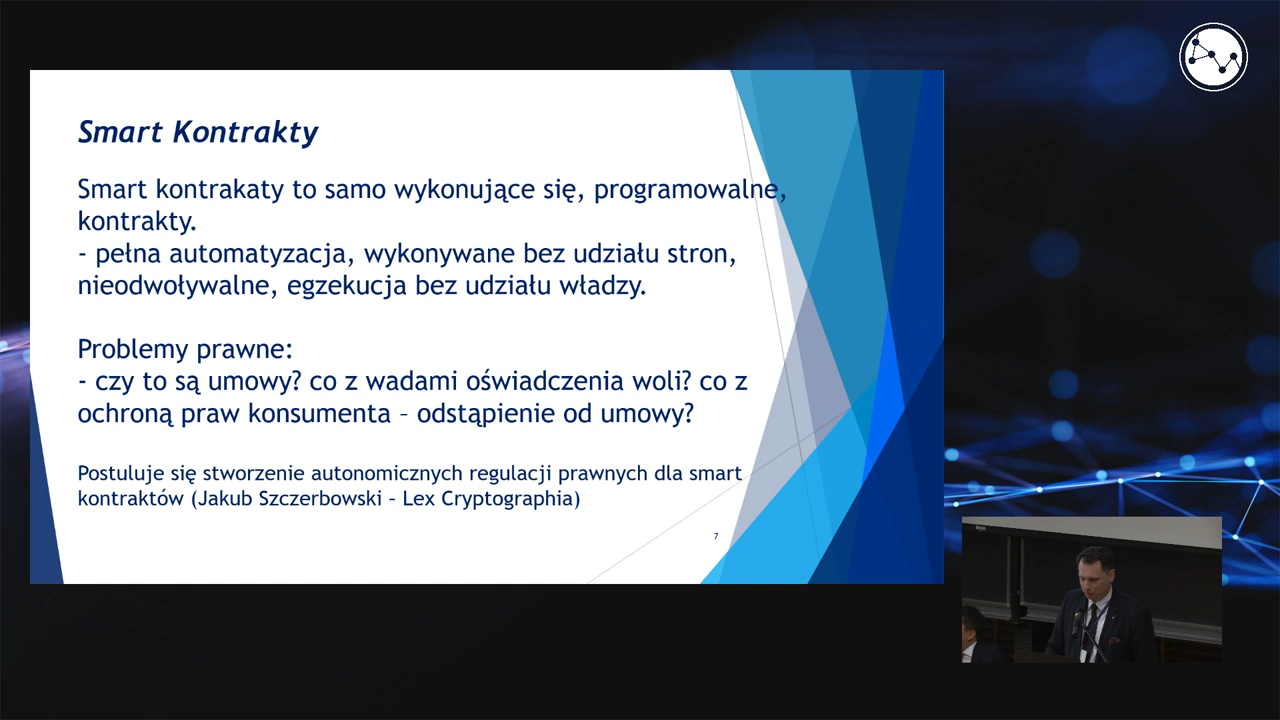 Smart Kontrakty
Smart kontrakaty to samo wykonujące się, programowalne,
kontrakty.
- pełna automatyzacja, wykonywane bez udziału stron,
nieodwoływalne, egzekucja bez udziału władzy.
Problemy prawne:
- czy to są umowy? co z wadami oświadczenia woli? co z
ochroną praw konsumenta – odstąpienie od umowy?
Postuluje się stworzenie autonomicznych regulacji prawnych dla smart
kontraktów (Jakub Szczerbowski – Lex Cryptographia)
7